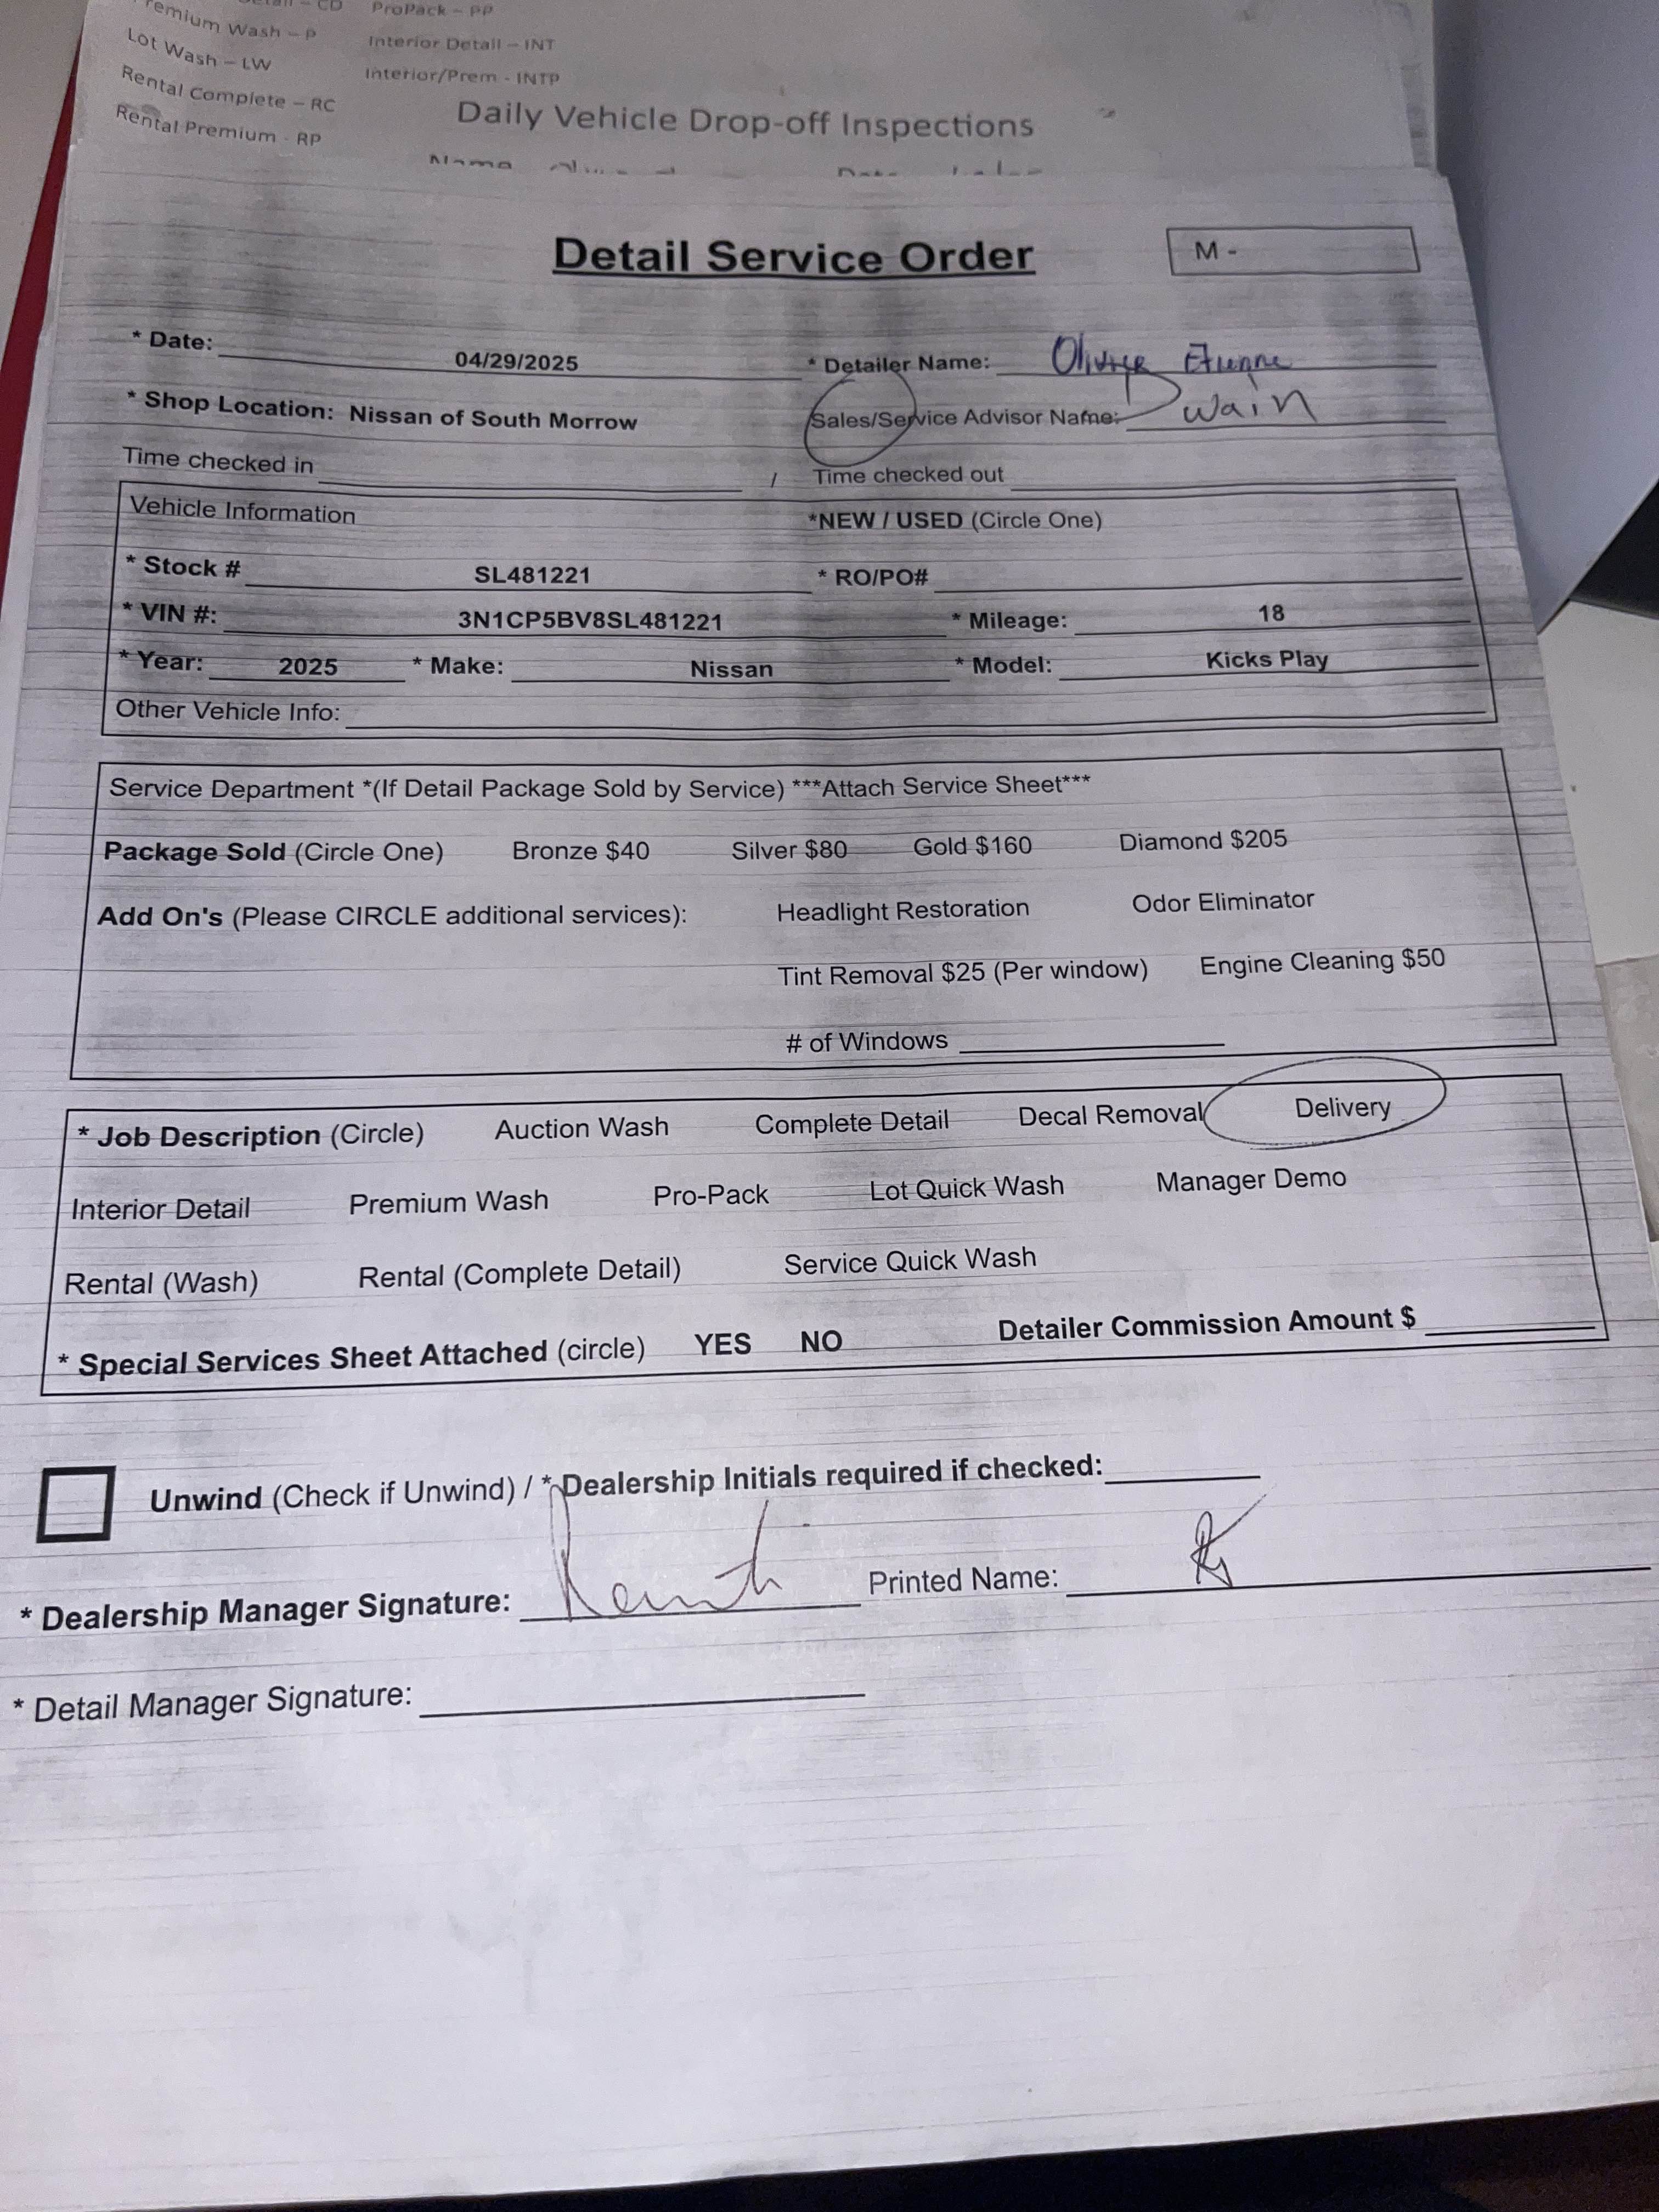 CD ProPack – PP
Premium Wash – P Interior Detail – INT
Lot Wash – LW Interior/Prem - INTP
Rental Complete – RC
Rental Premium - RP
Daily Vehicle Drop-off Inspections
Name Date
Detail Service Order
M -
* Date: 04/29/2025 * Detailer Name: Etienne
* Shop Location: Nissan of South Morrow Sales/Service Advisor Name: Dwain
Time checked in / Time checked out
Vehicle Information *NEW / USED (Circle One)
* Stock # SL481221 * RO/PO#
* VIN #: 3N1CP5BV8SL481221 * Mileage: 18
* Year: 2025 * Make: Nissan * Model: Kicks Play
Other Vehicle Info:
Service Department *(If Detail Package Sold by Service) ***Attach Service Sheet***
Package Sold (Circle One) Bronze $40 Silver $80 Gold $160 Diamond $205
Add On's (Please CIRCLE additional services): Headlight Restoration Odor Eliminator
Tint Removal $25 (Per window) Engine Cleaning $50
# of Windows
* Job Description (Circle) Auction Wash Complete Detail Decal Removal Delivery
Interior Detail Premium Wash Pro-Pack Lot Quick Wash Manager Demo
Rental (Wash) Rental (Complete Detail) Service Quick Wash
* Special Services Sheet Attached (circle) YES NO Detailer Commission Amount $
Unwind (Check if Unwind) / * Dealership Initials required if checked:
* Dealership Manager Signature: Printed Name:
* Detail Manager Signature: